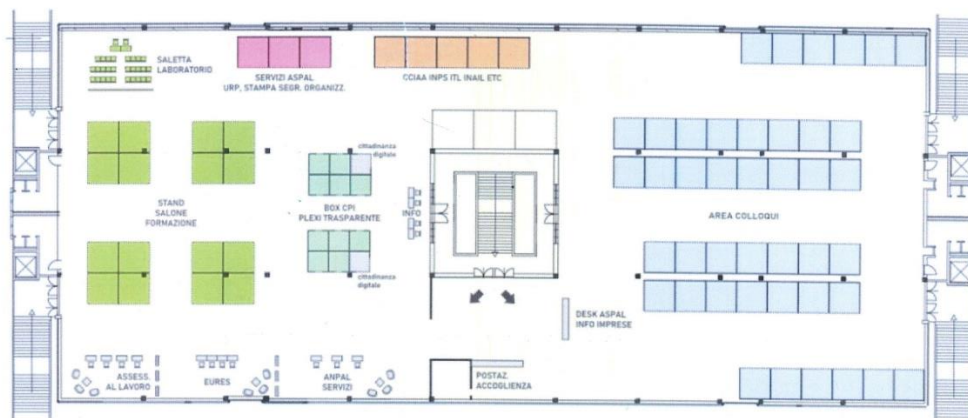 SALETTA
LABORATORIO
SERVIZI ASPAL
URP, STAMPA SEGR. ORGANIZZ.
CCIAA INPS ITL INAIL ETC
cittadinanza
digitale
STAND
SALONE
FORMAZIONE
BOX CPI
PLEXI TRASPARENTE
INFO
AREA COLLOQUI
cittadinanza
digitale
DESK ASPAL
INFO IMPRESE
ASSESS.
AL LAVORO
EURES
ANPAL
SERVIZI
POSTAZ.
ACCOGLIENZA